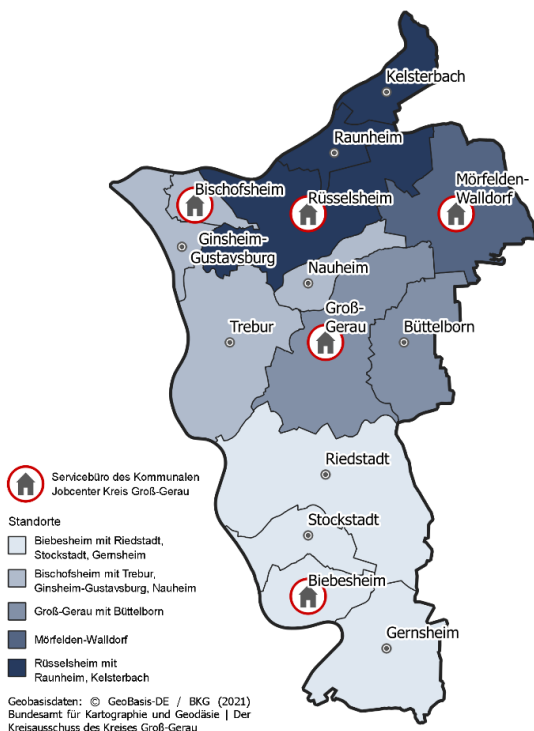 Kelsterbach
Raunheim
Bischofsheim
Rüsselsheim
Mörfelden-
Walldorf
Ginsheim-
Gustavsburg
Nauheim
Groß-
Gerau
Trebur
Büttelborn
Riedstadt
Stockstadt
Biebesheim
Gernsheim
Servicebüro des Kommunalen
Jobcenter Kreis Groß-Gerau
Standorte
Biebesheim mit Riedstadt,
Stockstadt, Gernsheim
Bischofsheim mit Trebur,
Ginsheim-Gustavsburg, Nauheim
Groß-Gerau mit Büttelborn
Mörfelden-Walldorf
Rüsselsheim mit
Raunheim, Kelsterbach
Geobasisdaten: © GeoBasis-DE / BKG (2021)
Bundesamt für Kartographie und Geodäsie | Der
Kreisausschuss des Kreises Groß-Gerau